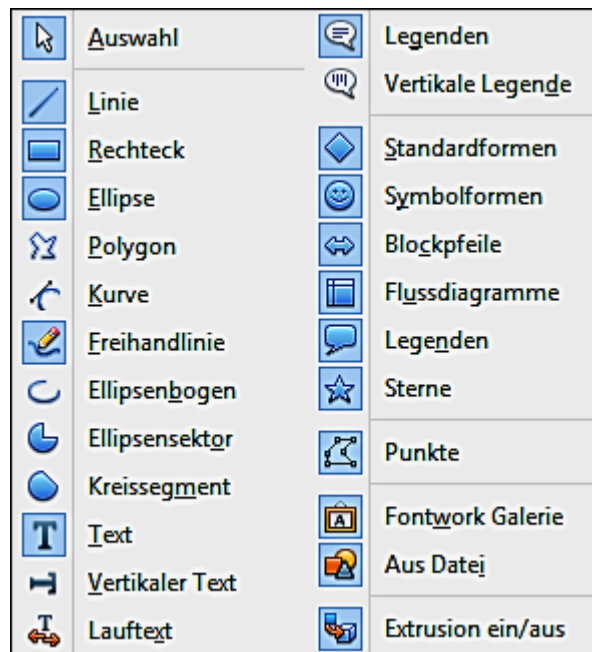 Auswahl
Linie
Rechteck
Ellipse
Polygon
Kurve
Freihandlinie
Ellipsenbogen
Ellipsensektor
Kreissegment
Text
Vertikaler Text
Lauftext
Legenden
Vertikale Legende
Standardformen
Symbolformen
Blockpfeile
Flussdiagramme
Legenden
Sterne
Punkte
Fontwork Galerie
Aus Datei
Extrusion ein/aus